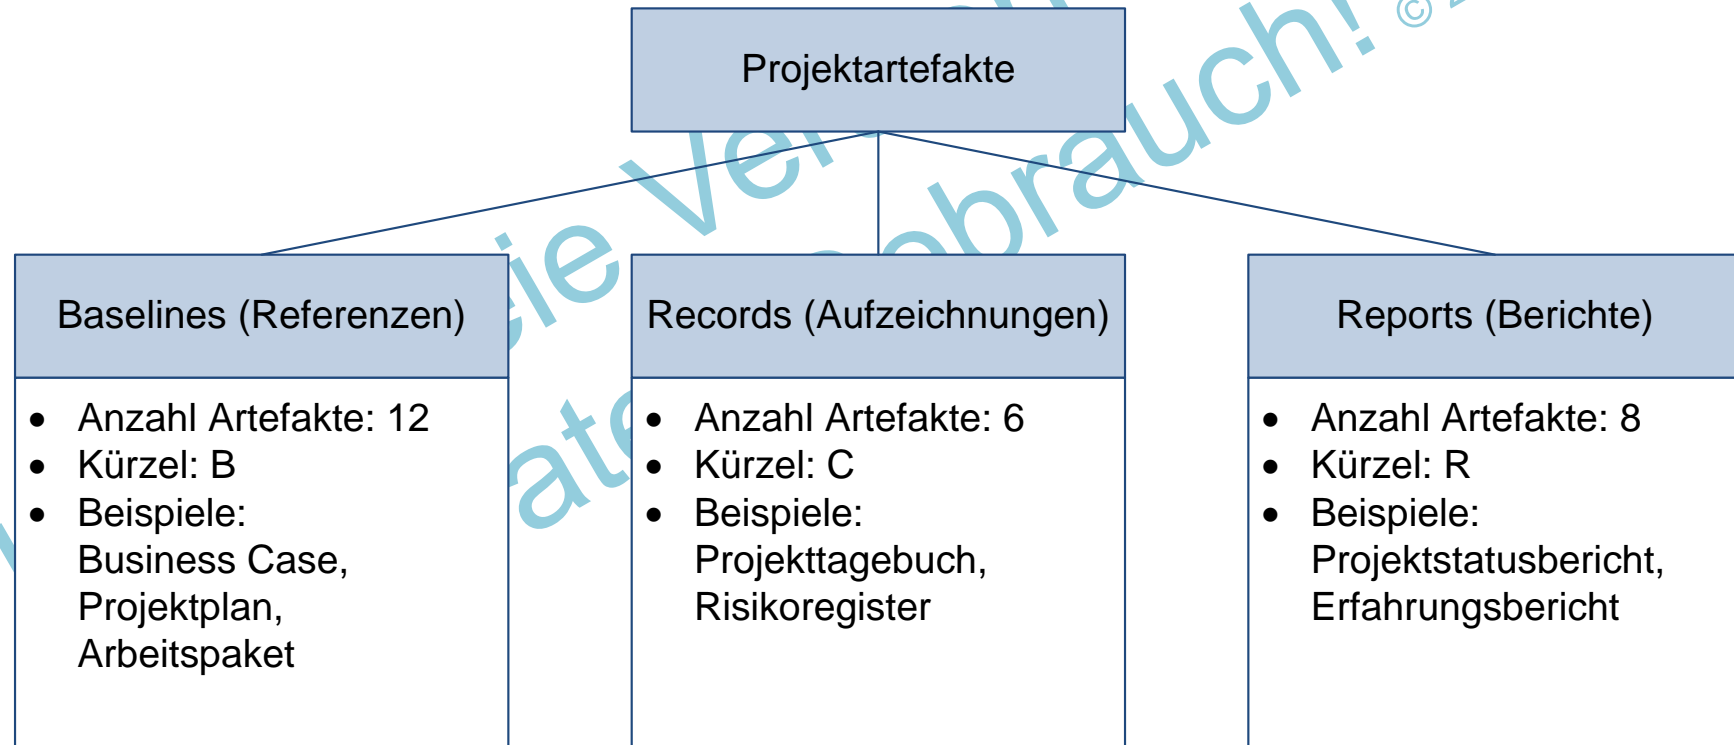 Projektartefakte
Baselines (Referenzen)
• Anzahl Artefakte: 12
• Kürzel: B
• Beispiele:
Business Case,
Projektplan,
Arbeitspaket
Records (Aufzeichnungen)
• Anzahl Artefakte: 6
• Kürzel: C
• Beispiele:
Projekttagebuch,
Risikoregister
Reports (Berichte)
• Anzahl Artefakte: 8
• Kürzel: R
• Beispiele:
Projektstatusbericht,
Erfahrungsbericht